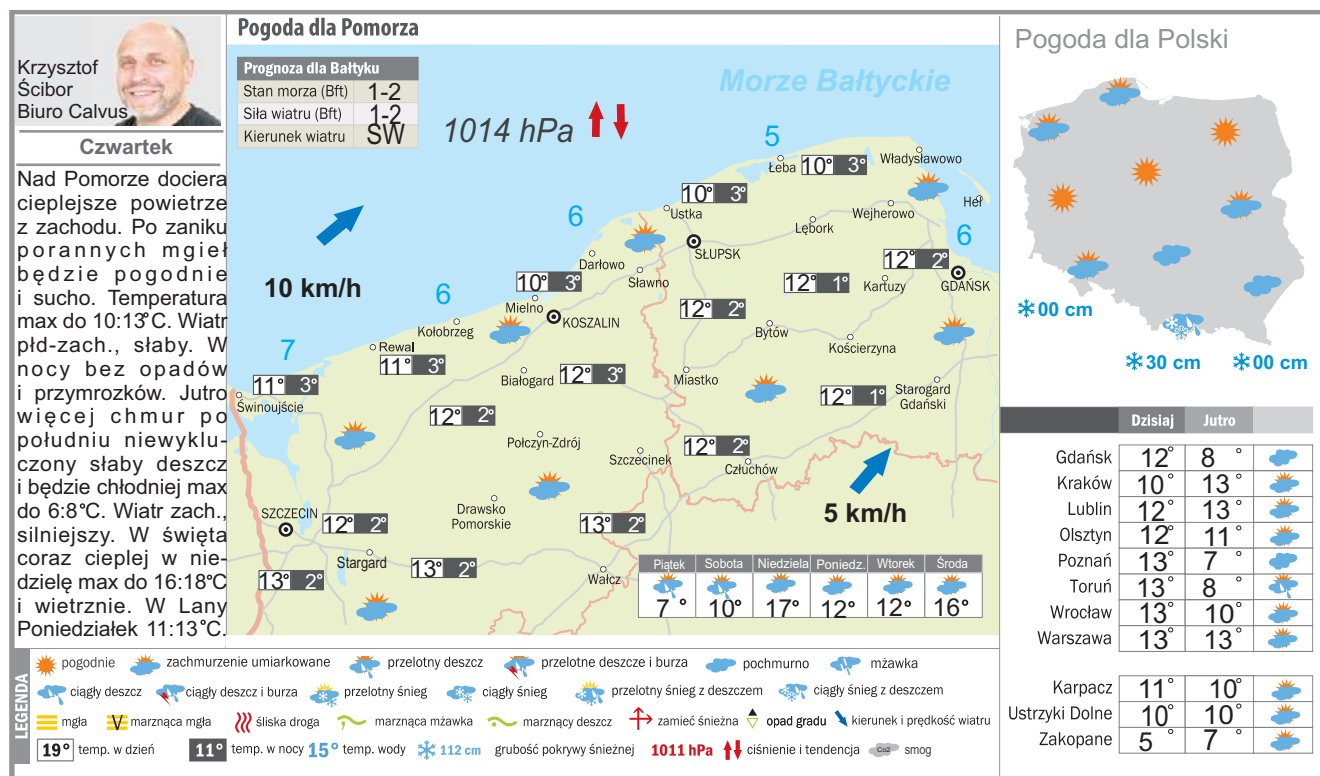 Krzysztof
Ścibor
Biuro Calvus
Czwartek
Nad Pomorze dociera
cieplejsze powietrze
z zachodu. Po zaniku
porannych mgieł
będzie pogodnie
i sucho. Temperatura
max do 10:13°C. Wiatr
płd-zach., słaby. W
nocy bez opadów
i przymrozków. Jutro
więcej chmur po
południu niewyklu-
czony słaby deszcz
i będzie chłodniej max
do 6:8°C. Wiatr zach.,
silniejszy. W święta
coraz cieplej w nie-
dzielę max do 16:18°C
i wietrznie. W Lany
Poniedziałek 11:13°C.
Pogoda dla Pomorza
Prognoza dla Bałtyku
Stan morza (Bft) 1-2
Siła wiatru (Bft) 1-2
Kierunek wiatru SW
1014 hPa
Morze Bałtyckie
5
Łeba 10° 3°
Władysławowo
Hel
10° 3°
Ustka
Wejherowo
Lębork
6
6
SŁUPSK
Darłowo
12° 2°
GDAŃSK
10 km/h
10° 3°
Sławno
12° 1°
Kartuzy
6
Mielno
KOSZALIN
12° 2°
Kołobrzeg
Bytów
Kościerzyna
7
Rewal
11° 3°
Białogard
12° 3°
Miastko
11° 3°
Świnoujście
12° 1°
Starogard
Gdański
12° 2°
Połczyn-Zdrój
12° 2°
Szczecinek
Człuchów
Drawsko
Pomorskie
5 km/h
SZCZECIN
12° 2°
13° 2°
Stargard
13° 2°
13° 2°
Wałcz
Piątek Sobota Niedziela Poniedz. Wtorek Środa
7° 10° 17° 12° 12° 16°
Pogoda dla Polski
00 cm
30 cm 00 cm
Dzisiaj Jutro
Gdańsk 12° 8°
Kraków 10° 13°
Lublin 12° 13°
Olsztyn 12° 11°
Poznań 13° 7°
Toruń 13° 8°
Wrocław 13° 10°
Warszawa 13° 13°
Karpacz 11° 10°
Ustrzyki Dolne 10° 10°
Zakopane 5° 7°
LEGENDA
pogodnie zachmurzenie umiarkowane przelotny deszcz przelotne deszcze i burza pochmurno mżawka
ciągły deszcz ciągły deszcz i burza przelotny śnieg ciągły śnieg przelotny śnieg z deszczem ciągły śnieg z deszczem
mgła marznąca mgła śliska droga marznąca mżawka marznący deszcz zamieć śnieżna opad gradu kierunek i prędkość wiatru
19° temp. w dzień 11° temp. w nocy 15° temp. wody 112 cm grubość pokrywy śnieżnej 1011 hPa ciśnienie i tendencja Co2 smog